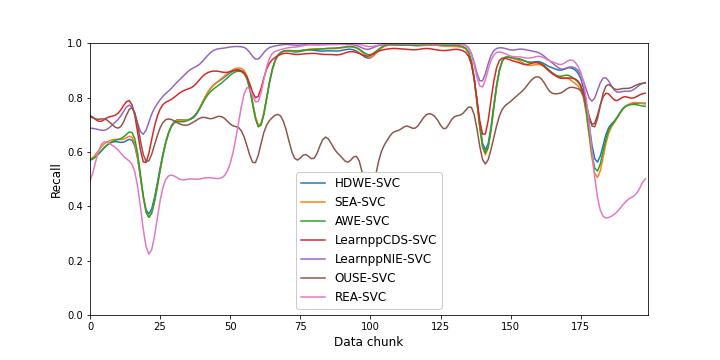 1.0
0.8
0.6
0.4
0.2
0.0
Recall
0 25 50 75 100 125 150 175
Data chunk
HDWE-SVC
SEA-SVC
AWE-SVC
LearnppCDS-SVC
LearnppNIE-SVC
OUSE-SVC
REA-SVC